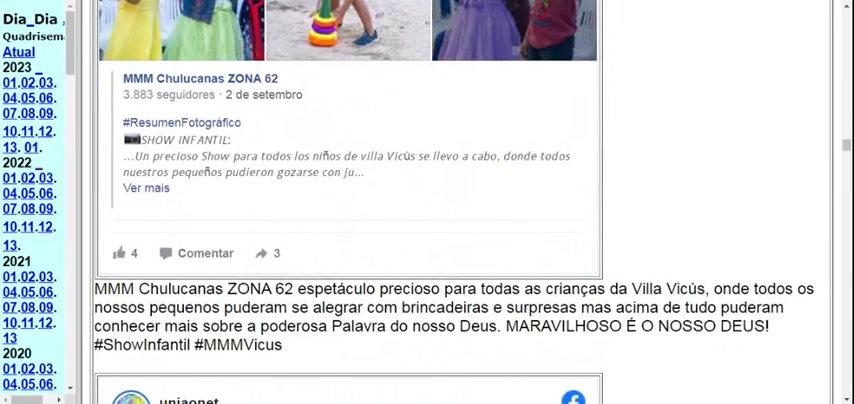 Dia_Dia
Quadrisem
Atual
2023 _
01,02,03.
04,05,06.
07.08.09.
10.11.12.
13. 01.
2022 _
01,02,03.
04,05,06.
07,08,09.
10.11.12.
13.
2021
01,02,03.
04,05,06.
07,08,09.
10.11.12.
13
2020
01,02,03.
04,05,06.
MMM Chulucanas ZONA 62
3.883 seguidores · 2 de setembro
#ResumenFotográfico
📷SHOW INFANTIL:
...Un precioso Show para todos los niños de villa Vicús se llevo a cabo, donde todos
nuestros pequeños pudieron gozarse con ju...
Ver mais
4 Comentar 3
MMM Chulucanas ZONA 62 espetáculo precioso para todas as crianças da Villa Vicús, onde todos os
nossos pequenos puderam se alegrar com brincadeiras e surpresas mas acima de tudo puderam
conhecer mais sobre a poderosa Palavra do nosso Deus. MARAVILHOSO É O NOSSO DEUS!
#ShowInfantil #MMMVicus
uniaonet